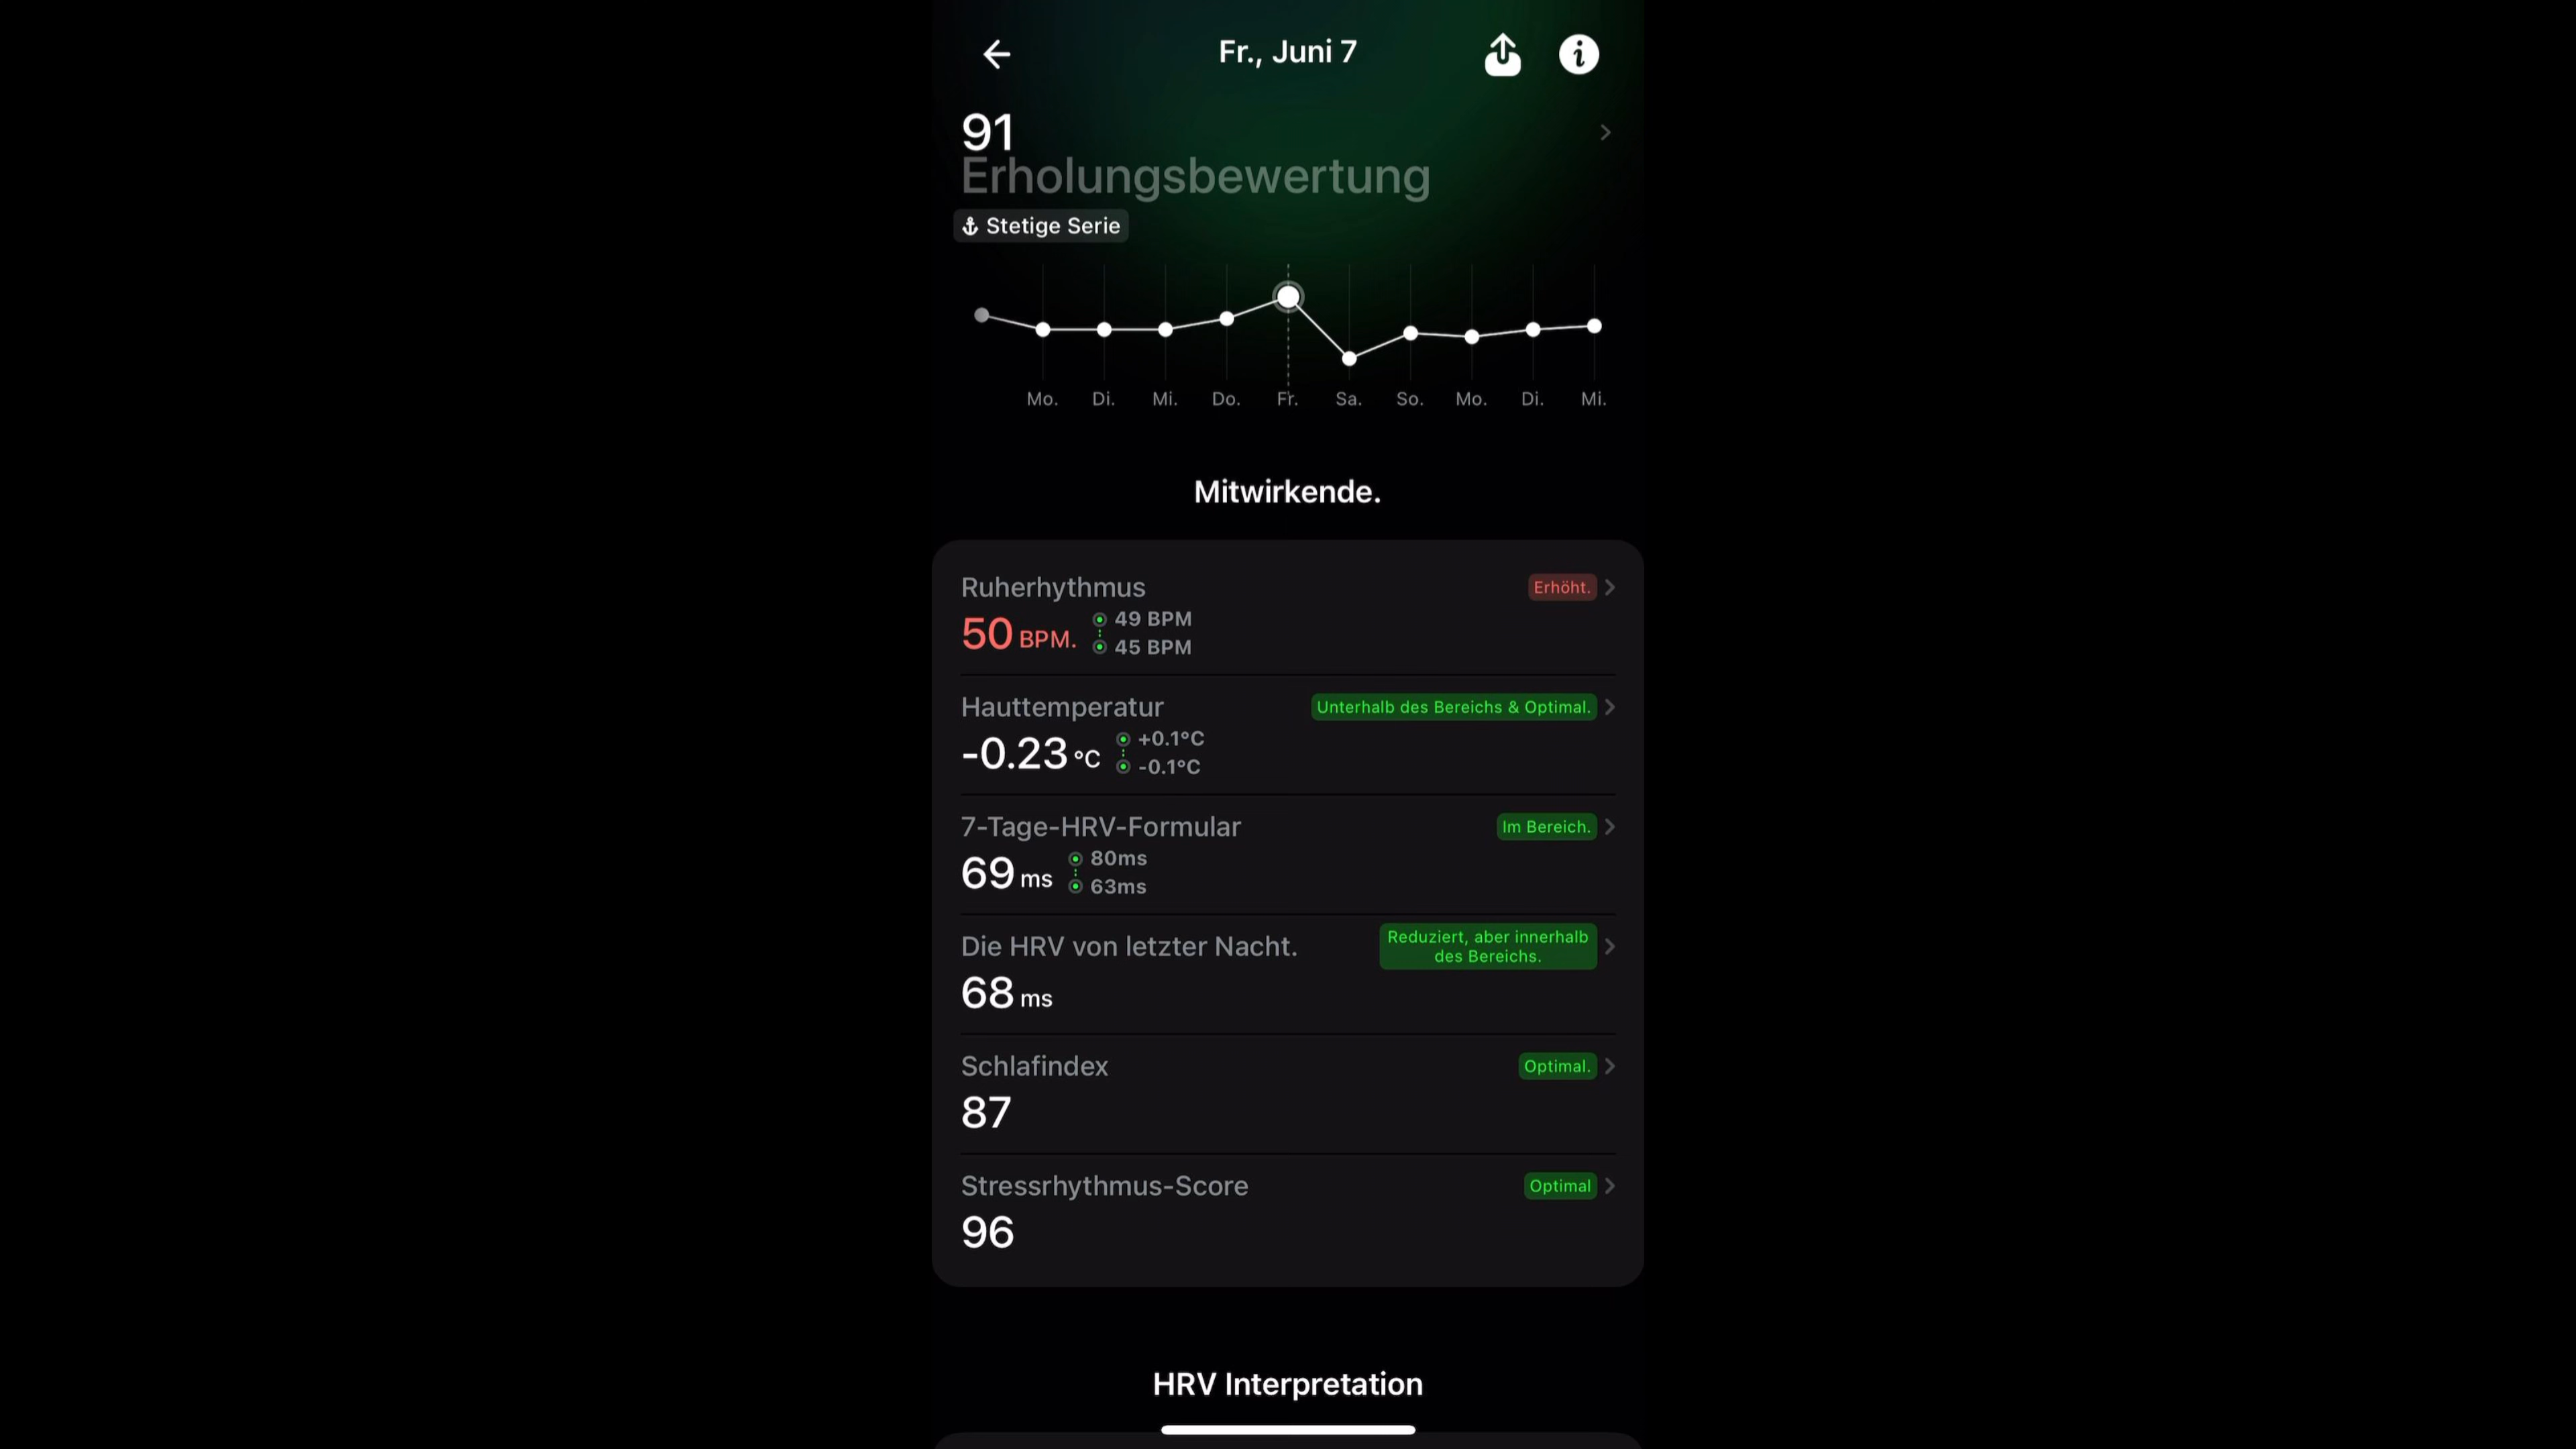 Fr., Juni 7
91
Erholungsbewertung
Stetige Serie
Mo. Di. Mi. Do. Fr. Sa. So. Mo. Di. Mi.
Mitwirkende.
Ruherhythmus
Erhöht.
50 BPM.
49 BPM
45 BPM
Hauttemperatur
Unterhalb des Bereichs & Optimal.
-0.23 °C
+0.1°C
-0.1°C
7-Tage-HRV-Formular
Im Bereich.
69 ms
80ms
63ms
Die HRV von letzter Nacht.
Reduziert, aber innerhalb
des Bereichs.
68 ms
Schlafindex
Optimal.
87
Stressrhythmus-Score
Optimal
96
HRV Interpretation